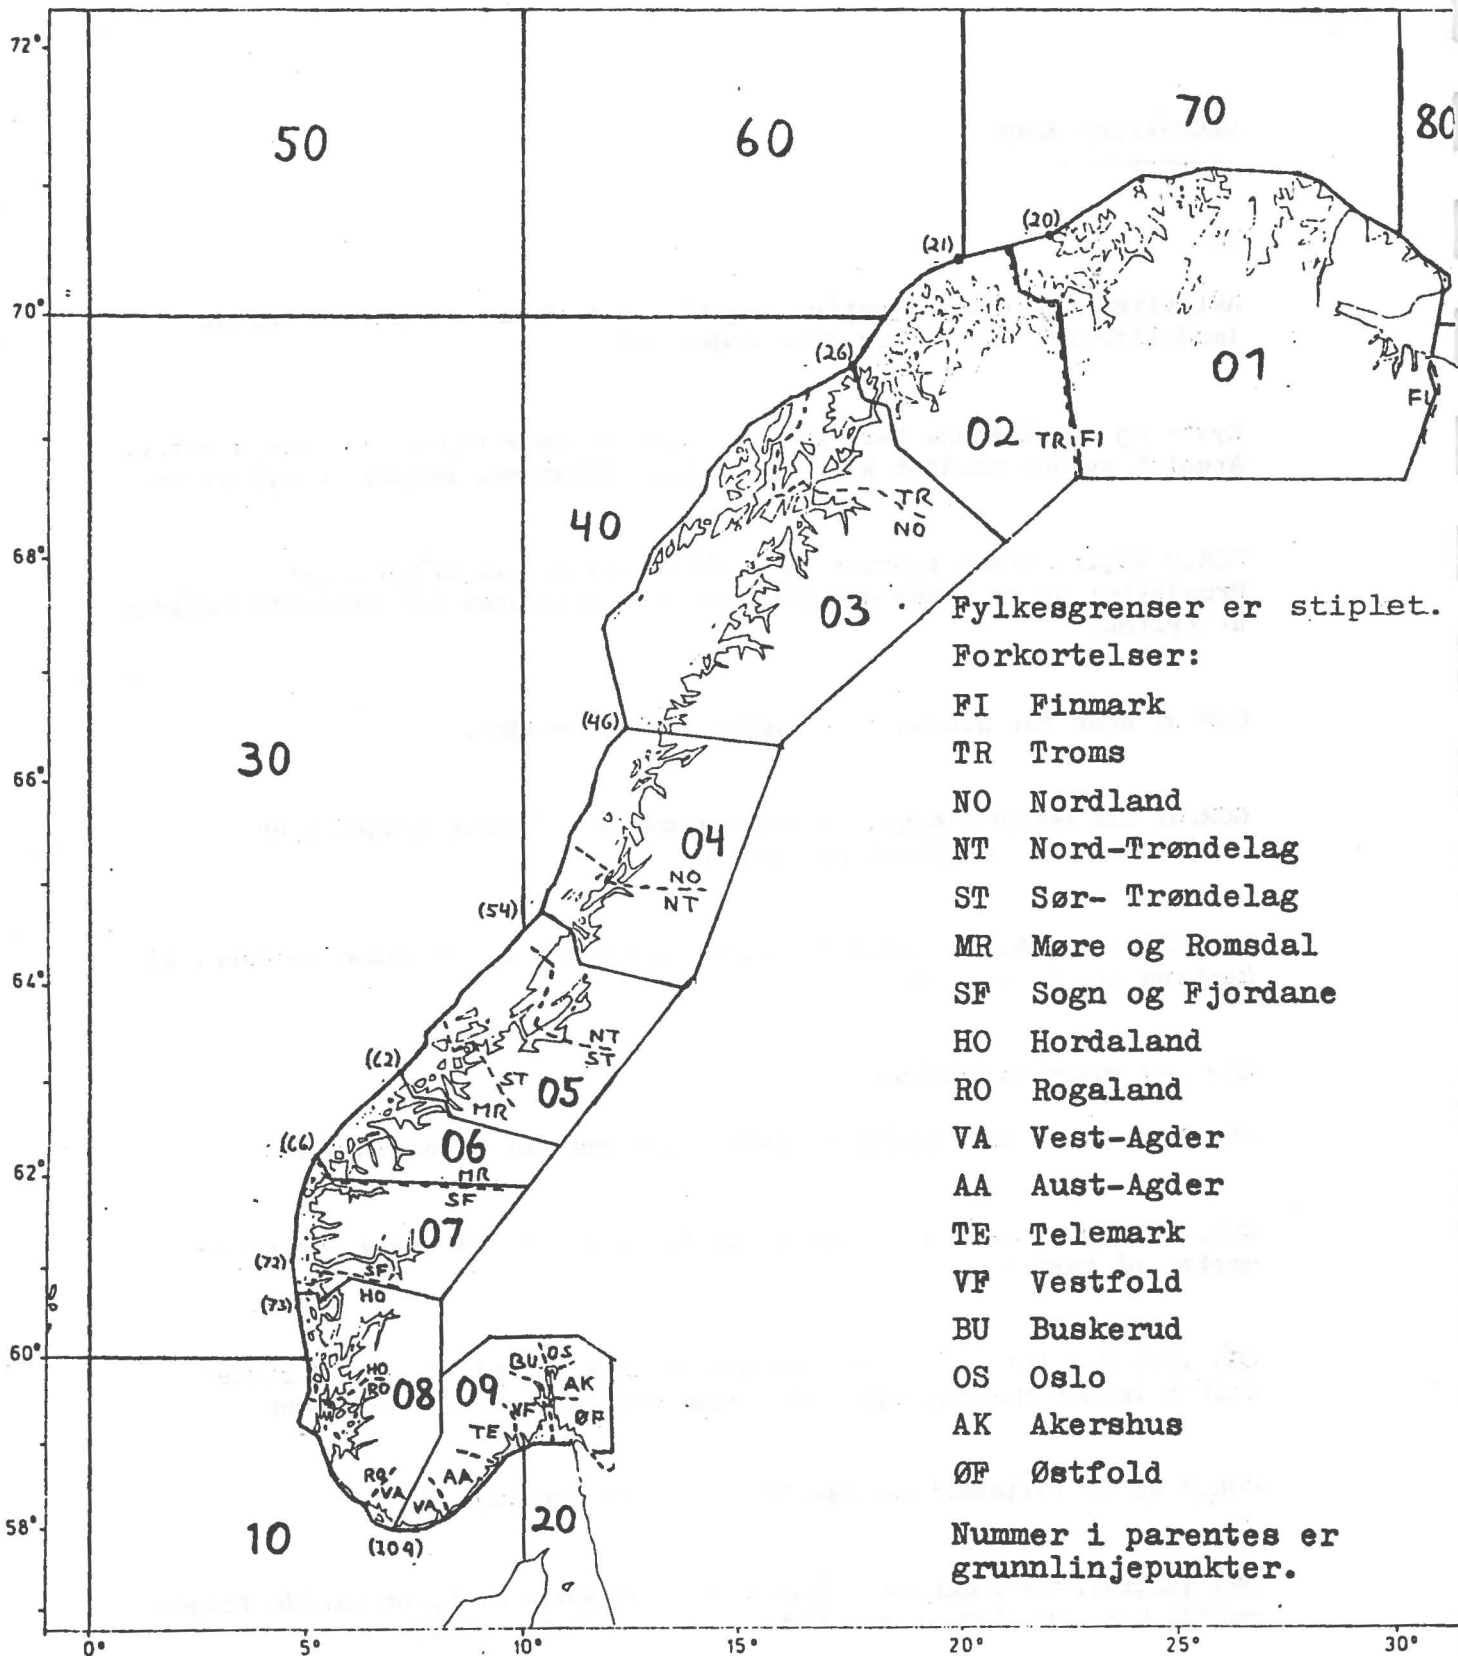 72°
50
60
70
80
(20)
(21)
70°
(26)
01
FI
02
TR FI
TR
NO
40
68°
03
Fylkesgrenser er stiplet.
Forkortelser:
FI Finmark
TR Troms
NO Nordland
NT Nord-Trøndelag
ST Sør- Trøndelag
MR Møre og Romsdal
SF Sogn og Fjordane
HO Hordaland
RO Rogaland
VA Vest-Agder
AA Aust-Agder
TE Telemark
VF Vestfold
BU Buskerud
OS Oslo
AK Akershus
ØF Østfold
Nummer i parentes er
grunnlinjepunkter.
(46)
30
66°
04
NO
NT
(54)
64°
NT
ST
(62)
ST
05
MR
(66)
06
62°
MR
SF
07
(72)
SF
HO
(73)
60°
BU OS
HO
RO
08
09
AK
VF
ØF
TE
RO
VA
VA
AA
58°
10
(109)
20
0°
5°
10°
15°
20°
25°
30°